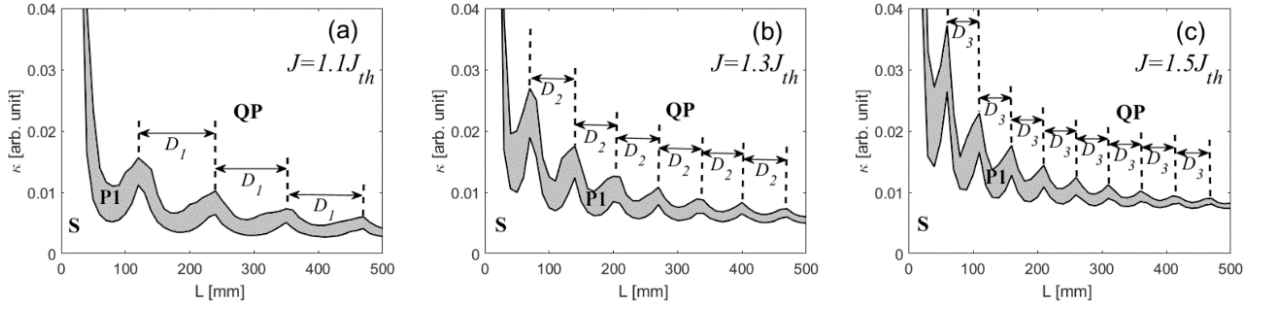 (a)
J=1.1J_th
QP
D_1
D_1
D_1
P1
S
κ [arb. unit]
0.04
0.03
0.02
0.01
0
0 100 200 300 400 500
L [mm]
(b)
J=1.3J_th
QP
D_2
D_2
D_2
D_2
D_2
D_2
P1
S
κ [arb. unit]
0.04
0.03
0.02
0.01
0
0 100 200 300 400 500
L [mm]
(c)
J=1.5J_th
QP
D_3
D_3
D_3
D_3
D_3
D_3
D_3
D_3
P1
S
κ [arb. unit]
0.04
0.03
0.02
0.01
0
0 100 200 300 400 500
L [mm]